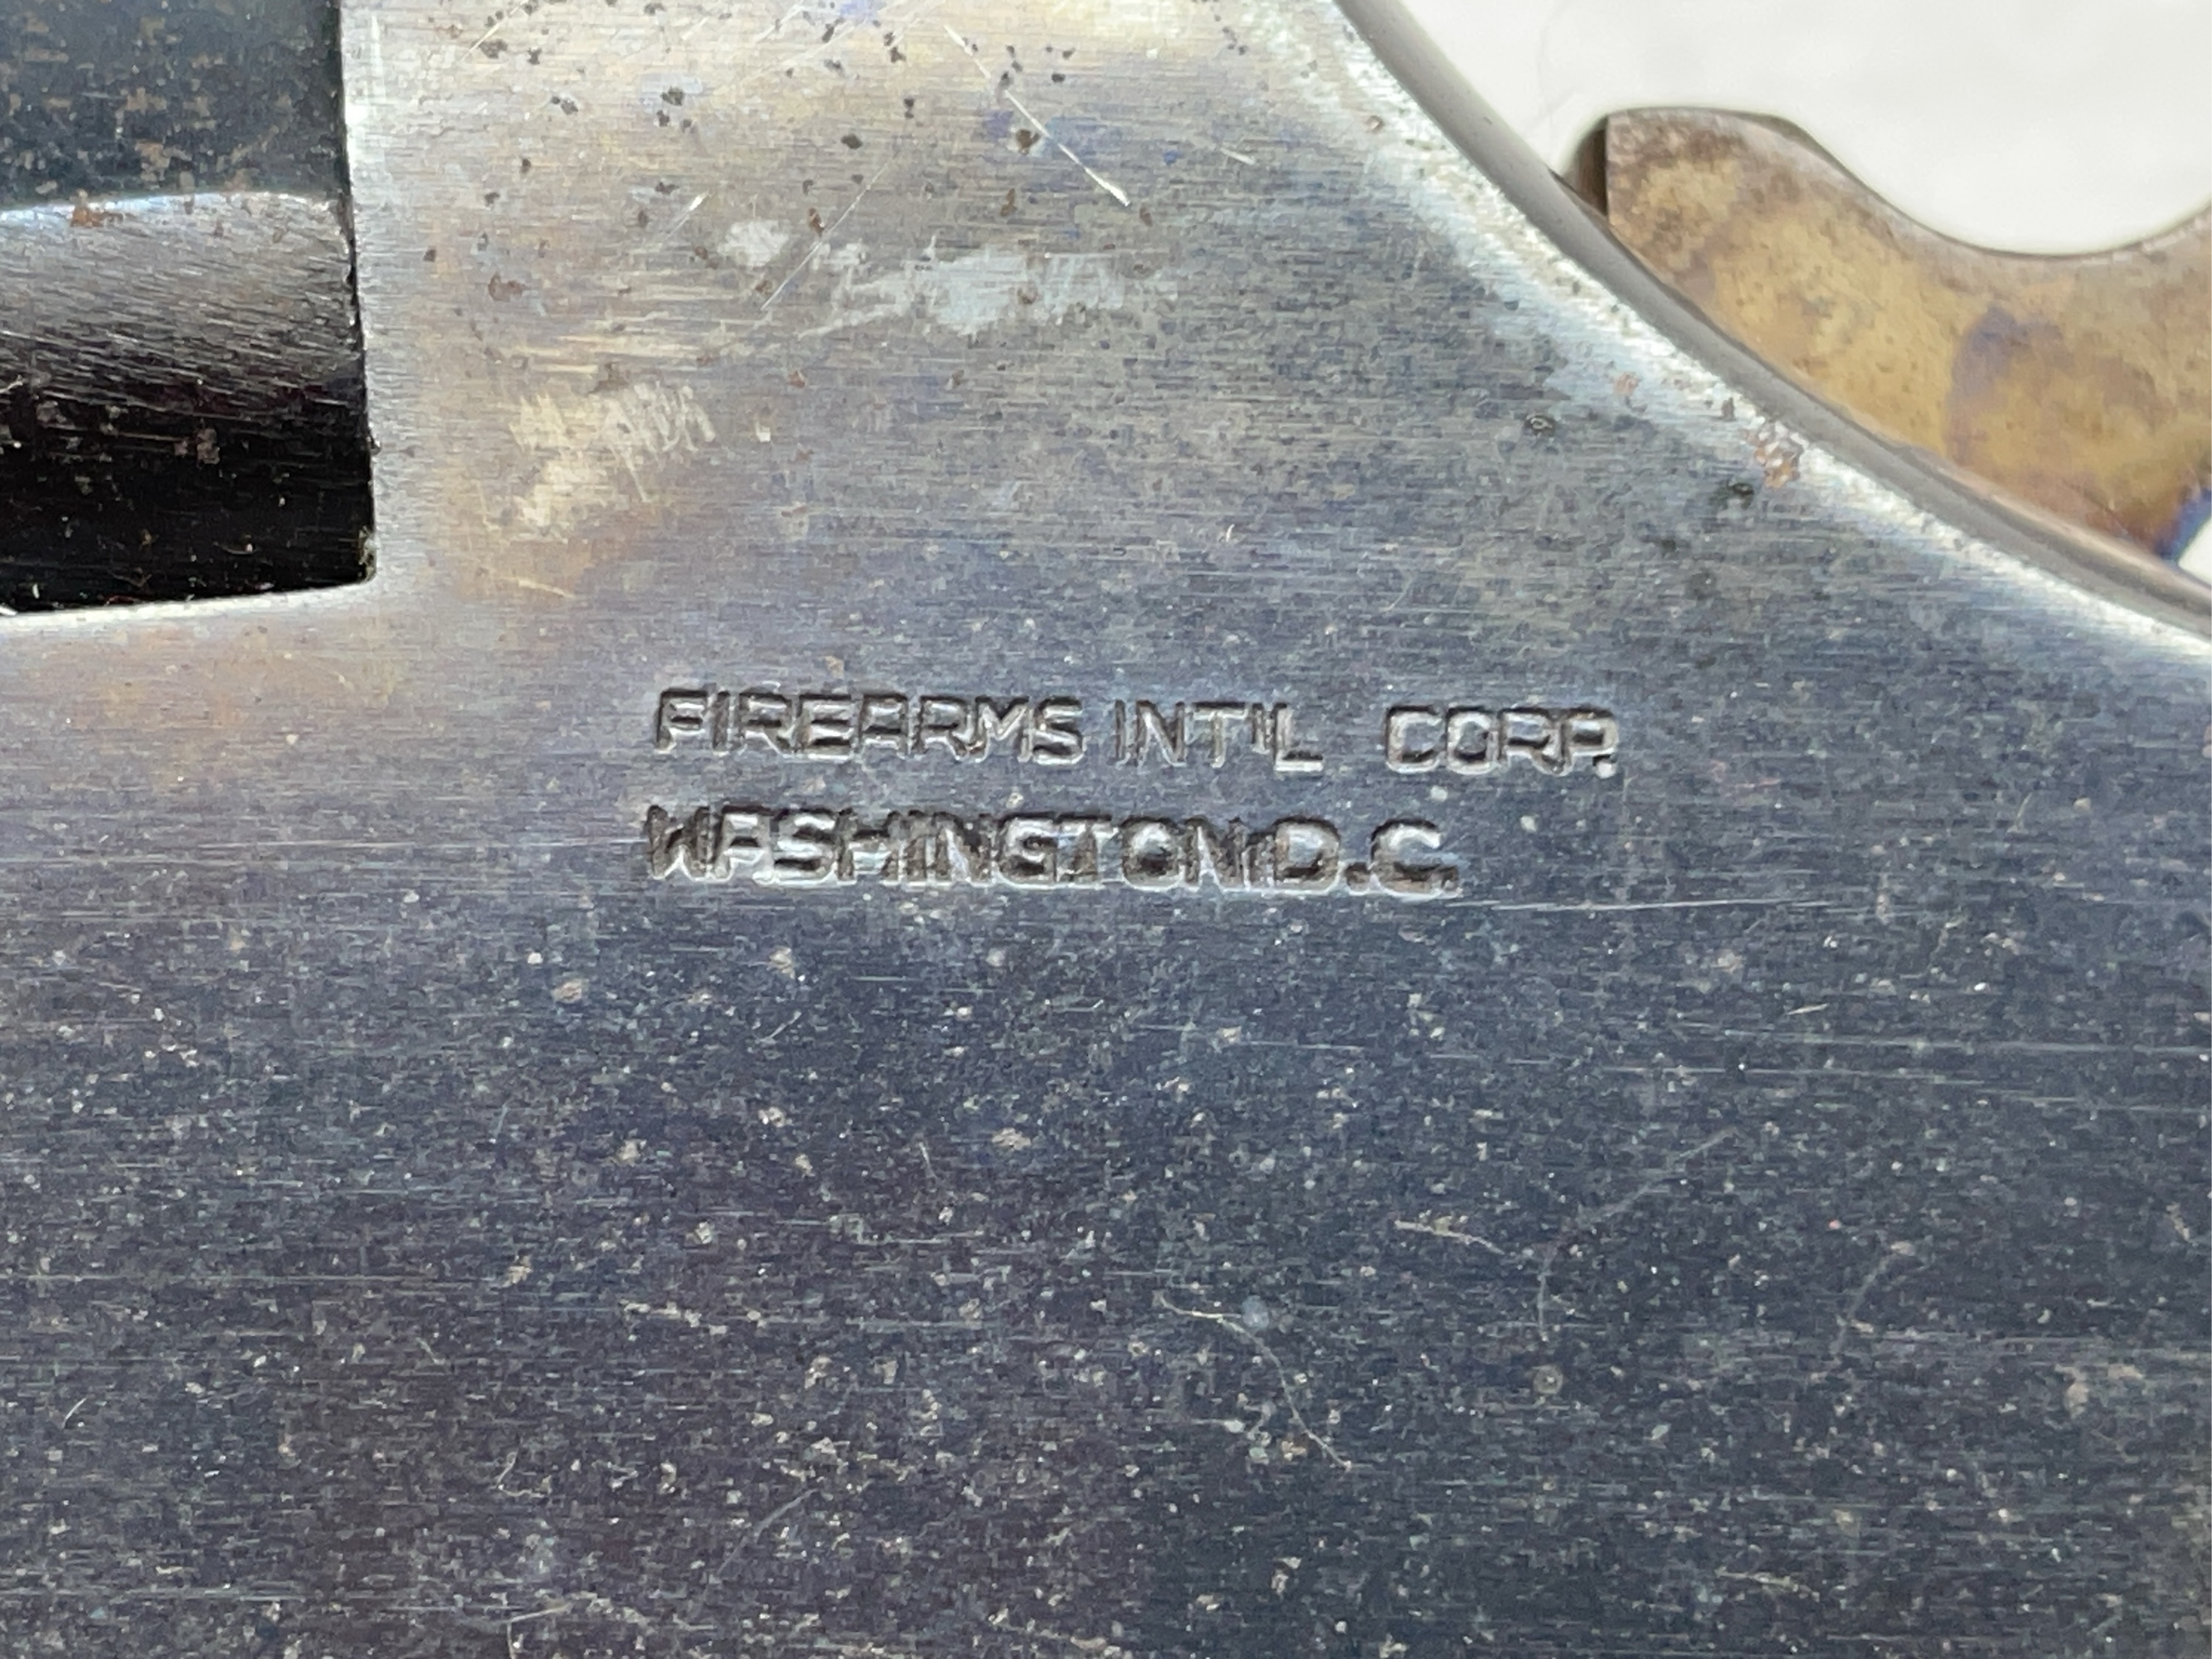 FIREARMS INT'L CORP.
WASHINGTON D.C.